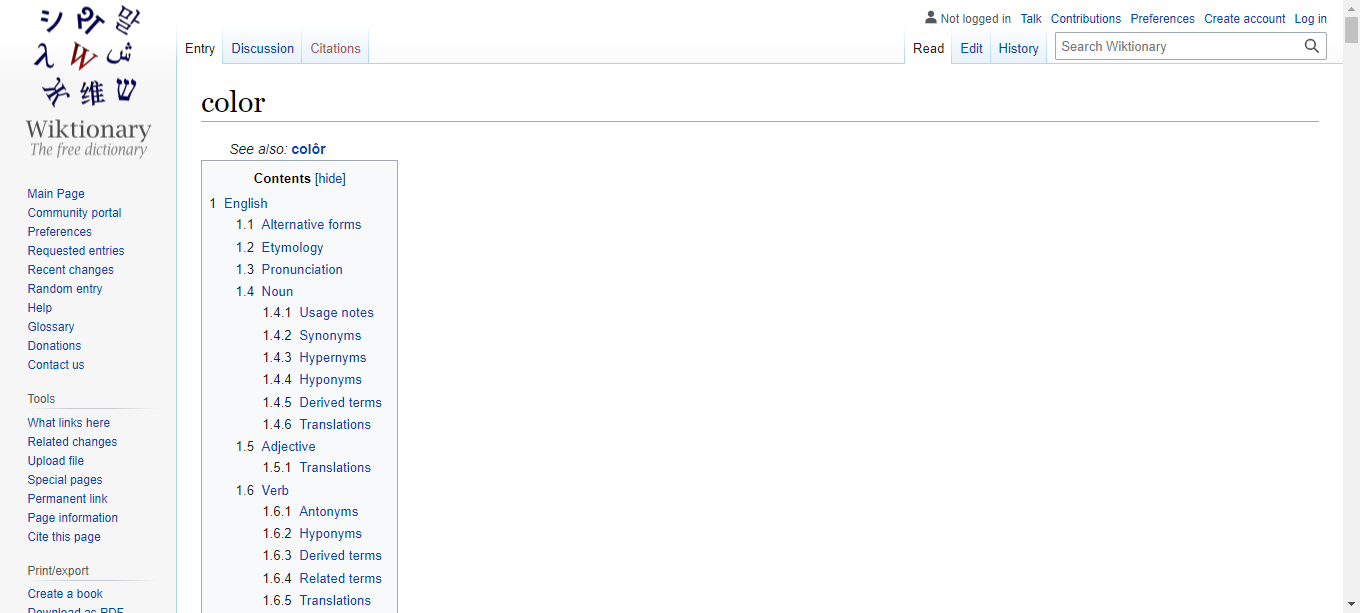 Not logged in Talk Contributions Preferences Create account Log in
Entry Discussion Citations
Read Edit History
Search Wiktionary
シ 말
λ W
维 שׁ
Wiktionary
The free dictionary
Main Page
Community portal
Preferences
Requested entries
Recent changes
Random entry
Help
Glossary
Donations
Contact us
Tools
What links here
Related changes
Upload file
Special pages
Permanent link
Page information
Cite this page
Print/export
Create a book
Download as PDF
color
See also: colôr
Contents [hide]
1 English
1.1 Alternative forms
1.2 Etymology
1.3 Pronunciation
1.4 Noun
1.4.1 Usage notes
1.4.2 Synonyms
1.4.3 Hypernyms
1.4.4 Hyponyms
1.4.5 Derived terms
1.4.6 Translations
1.5 Adjective
1.5.1 Translations
1.6 Verb
1.6.1 Antonyms
1.6.2 Hyponyms
1.6.3 Derived terms
1.6.4 Related terms
1.6.5 Translations